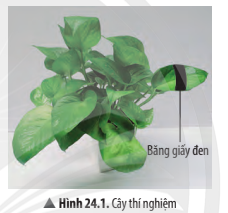 Băng giấy đen
▲ Hình 24.1. Cây thí nghiệm